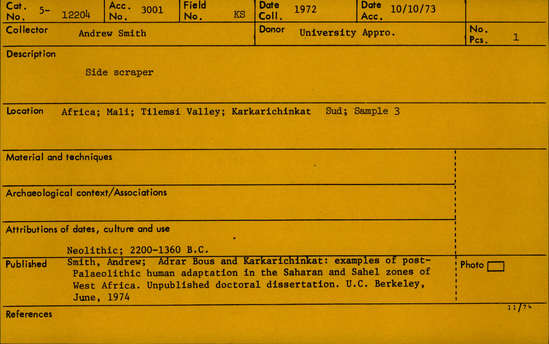 Cat. No. 5- 12204 Acc. No. 3001 Field No. KS Date Coll. 1972 Date Acc. 10/10/73
Collector Andrew Smith Donor University Appro. No. Pcs. 1
Description
Side scraper
Location Africa; Mali; Tilemsi Valley; Karkarichinkat Sud; Sample 3
Material and techniques
Archaeological context/Associations
Attributions of dates, culture and use
Neolithic; 2200-1360 B.C.
Published Smith, Andrew; Adrar Bous and Karkarichinkat: examples of post- Photo
Palaeolithic human adaptation in the Saharan and Sahel zones of
West Africa. Unpublished doctoral dissertation. U.C. Berkeley,
June, 1974
References